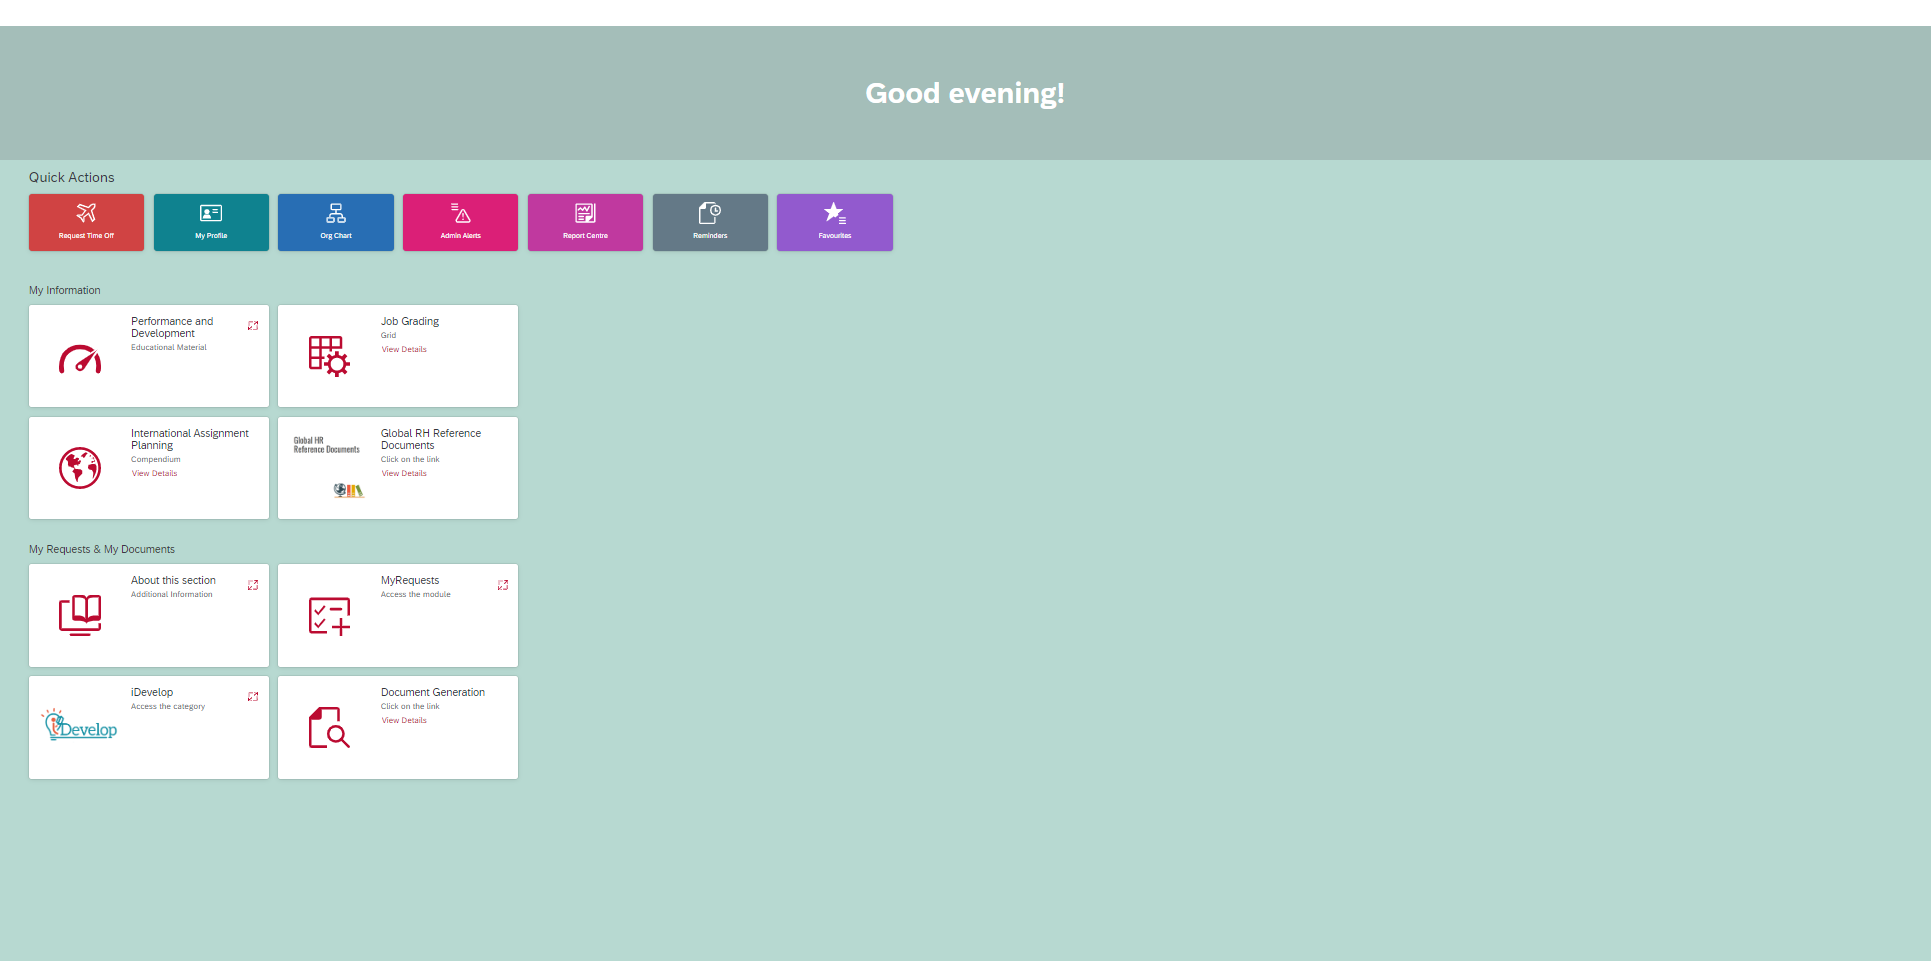 Good evening!
Quick Actions
Request Time Off
My Profile
Org Chart
Admin Alerts
Report Centre
Reminders
Favourites
My Information
Performance and
Development
Educational Material
Job Grading
Grid
View Details
International Assignment
Planning
Compendium
View Details
Global HR
Reference Documents
Global RH Reference
Documents
Click on the link
View Details
My Requests & My Documents
About this section
Additional Information
MyRequests
Access the module
iDevelop
iDevelop
Access the category
Document Generation
Click on the link
View Details